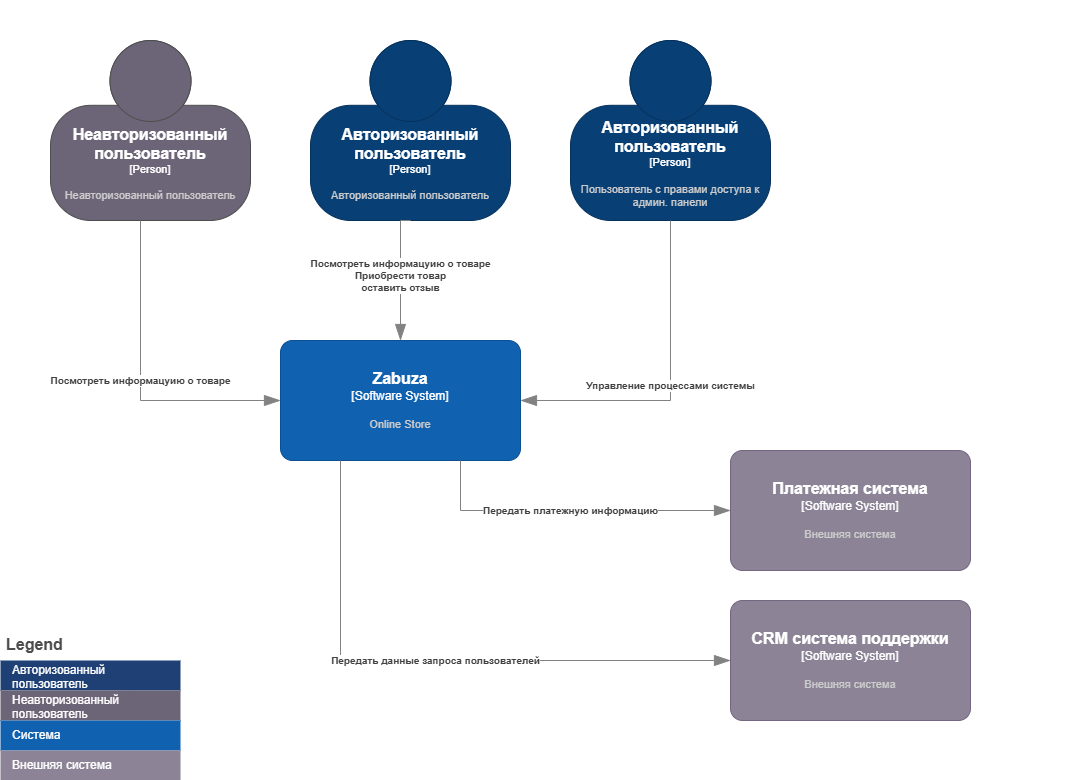 Неавторизованный
пользователь
[Person]
Неавторизованный пользователь
Авторизованный
пользователь
[Person]
Авторизованный пользователь
Авторизованный
пользователь
[Person]
Пользователь с правами доступа к
админ. панели
Посмотреть информацуию о товаре
Приобрести товар
оставить отзыв
Посмотреть информацуию о товаре
Управление процессами системы
Zabuza
[Software System]
Online Store
Передать платежную информацию
Платежная система
[Software System]
Внешняя система
Передать данные запроса пользователей
CRM система поддержки
[Software System]
Внешняя система
Legend
Авторизованный
пользователь
Неавторизованный
пользователь
Система
Внешняя система